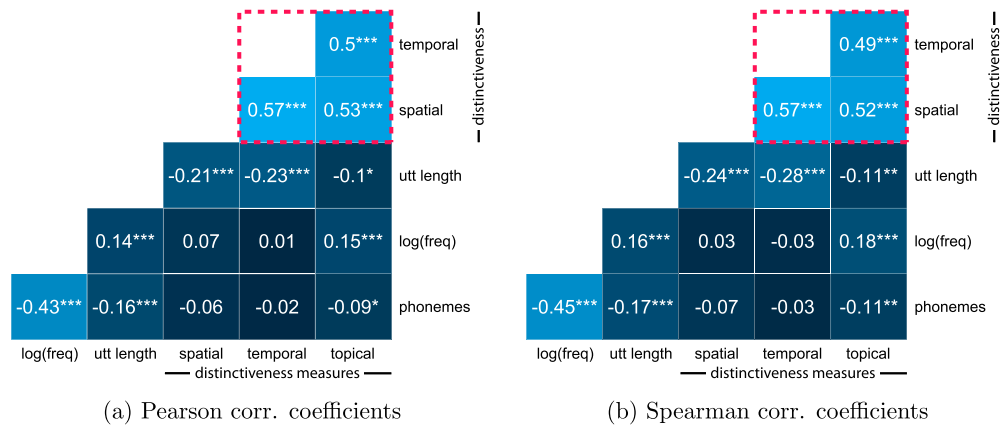 0.5*** temporal
0.57*** 0.53*** spatial
-0.21*** -0.23*** -0.1* utt length
0.14*** 0.07 0.01 0.15*** log(freq)
-0.43*** -0.16*** -0.06 -0.02 -0.09* phonemes
log(freq) utt length spatial temporal topical
distinctiveness measures
distinctiveness
(a) Pearson corr. coefficients
0.49*** temporal
0.57*** 0.52*** spatial
-0.24*** -0.28*** -0.11** utt length
0.16*** 0.03 -0.03 0.18*** log(freq)
-0.45*** -0.17*** -0.07 -0.03 -0.11** phonemes
log(freq) utt length spatial temporal topical
distinctiveness measures
distinctiveness
(b) Spearman corr. coefficients